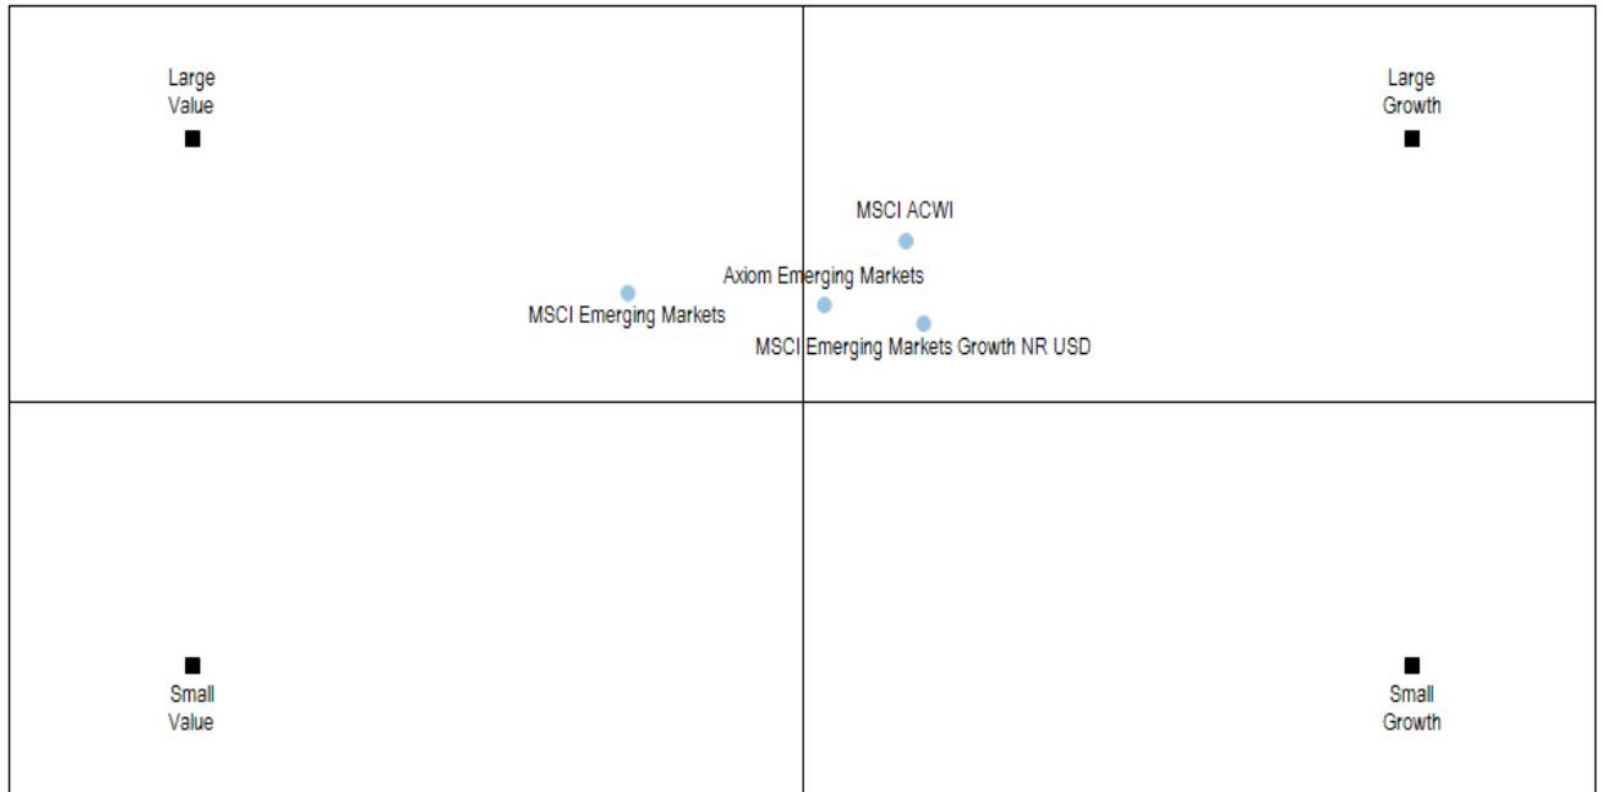 Large
Value
Large
Growth
MSCI ACWI
Axiom Emerging Markets
MSCI Emerging Markets
MSCI Emerging Markets Growth NR USD
Small
Value
Small
Growth